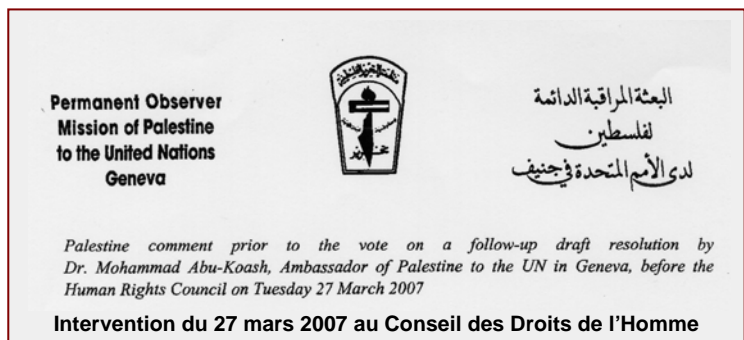 Permanent Observer
Mission of Palestine
to the United Nations
Geneva
البعثة المراقبة الدائمة
لفلسطين
لدى الأمم المتحدة في جنيف
Palestine comment prior to the vote on a follow-up draft resolution by
Dr. Mohammad Abu-Koash, Ambassador of Palestine to the UN in Geneva, before the
Human Rights Council on Tuesday 27 March 2007
Intervention du 27 mars 2007 au Conseil des Droits de l'Homme